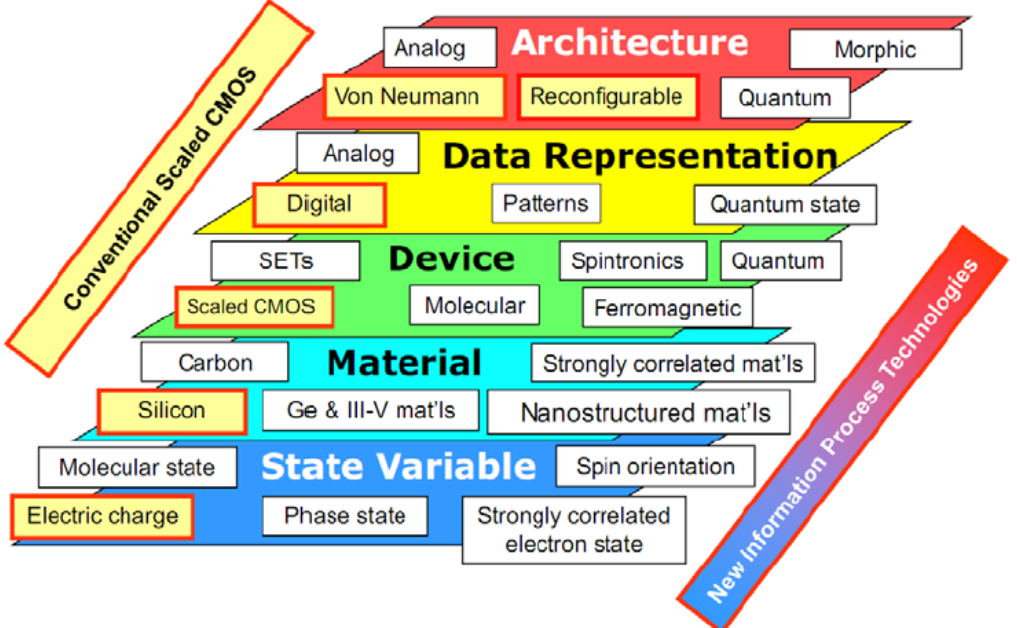 Analog
Architecture
Morphic
Von Neumann
Reconfigurable
Quantum
Conventional Scaled CMOS
Analog
Data Representation
Digital
Patterns
Quantum state
SETs
Device
Spintronics
Quantum
Scaled CMOS
Molecular
Ferromagnetic
Carbon
Material
Strongly correlated mat'ls
Silicon
Ge & III-V mat'ls
Nanostructured mat'ls
Molecular state
State Variable
Spin orientation
Electric charge
Phase state
Strongly correlated
electron state
New Information Process Technologies